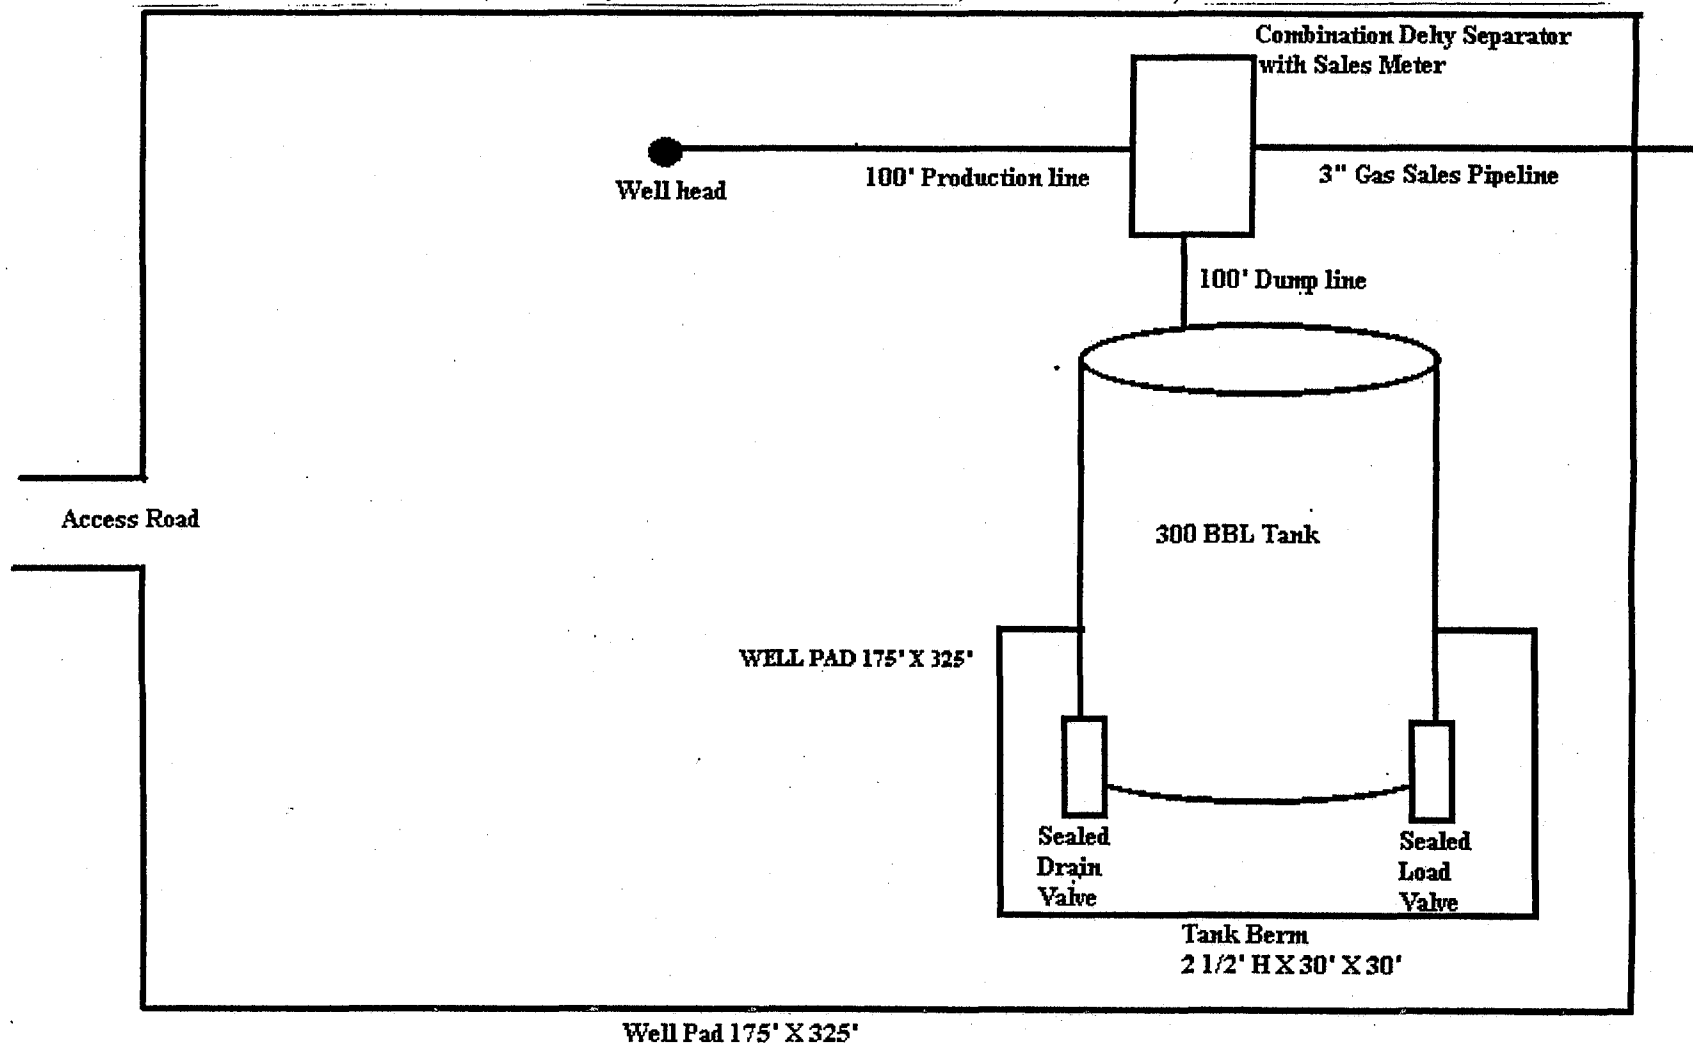 Combination Dehy Separator
with Sales Meter
100' Production line
3" Gas Sales Pipeline
Well head
100' Dump line
Access Road
300 BBL Tank
WELL PAD 175' X 325'
Sealed
Drain
Valve
Sealed
Load
Valve
Tank Berm
2 1/2' H X 30' X 30'
Well Pad 175' X 325'